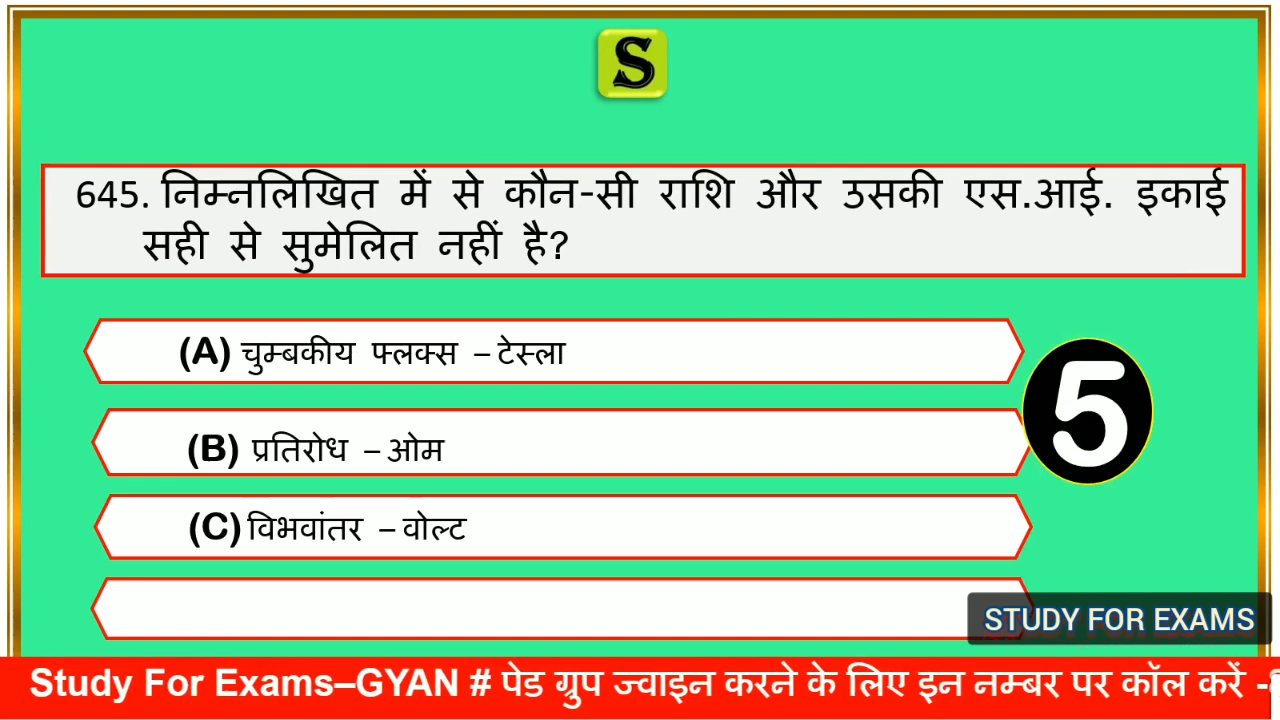 S
645. निम्नलिखित में से कौन-सी राशि और उसकी एस.आई. इकाई
सही से सुमेलित नहीं है?
(A) चुम्बकीय फ्लक्स – टेस्ला
5
(B) प्रतिरोध – ओम
(C) विभवांतर – वोल्ट
STUDY FOR EXAMS
Study For Exams–GYAN # पेड ग्रुप ज्वाइन करने के लिए इन नम्बर पर कॉल करें -